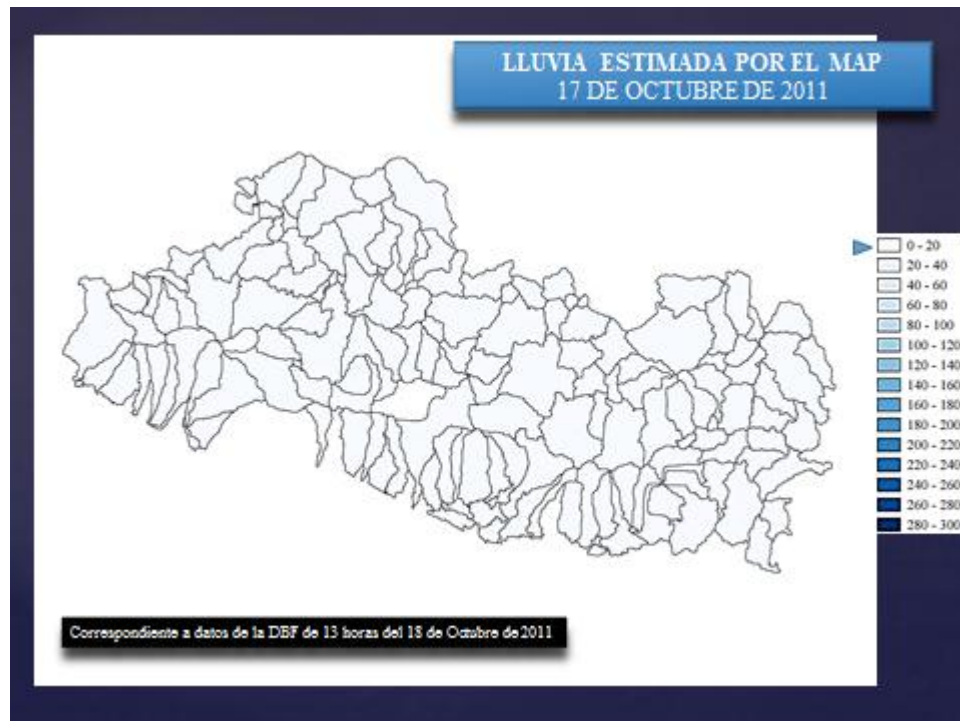 LLUVIA ESTIMADA POR EL MAP
17 DE OCTUBRE DE 2011
0 - 20
20 - 40
40 - 60
60 - 80
80 - 100
100 - 120
120 - 140
140 - 160
160 - 180
180 - 200
200 - 220
220 - 240
240 - 260
260 - 280
280 - 300
Correspondiente a datos de la DBF de 13 horas del 18 de Octubre de 2011